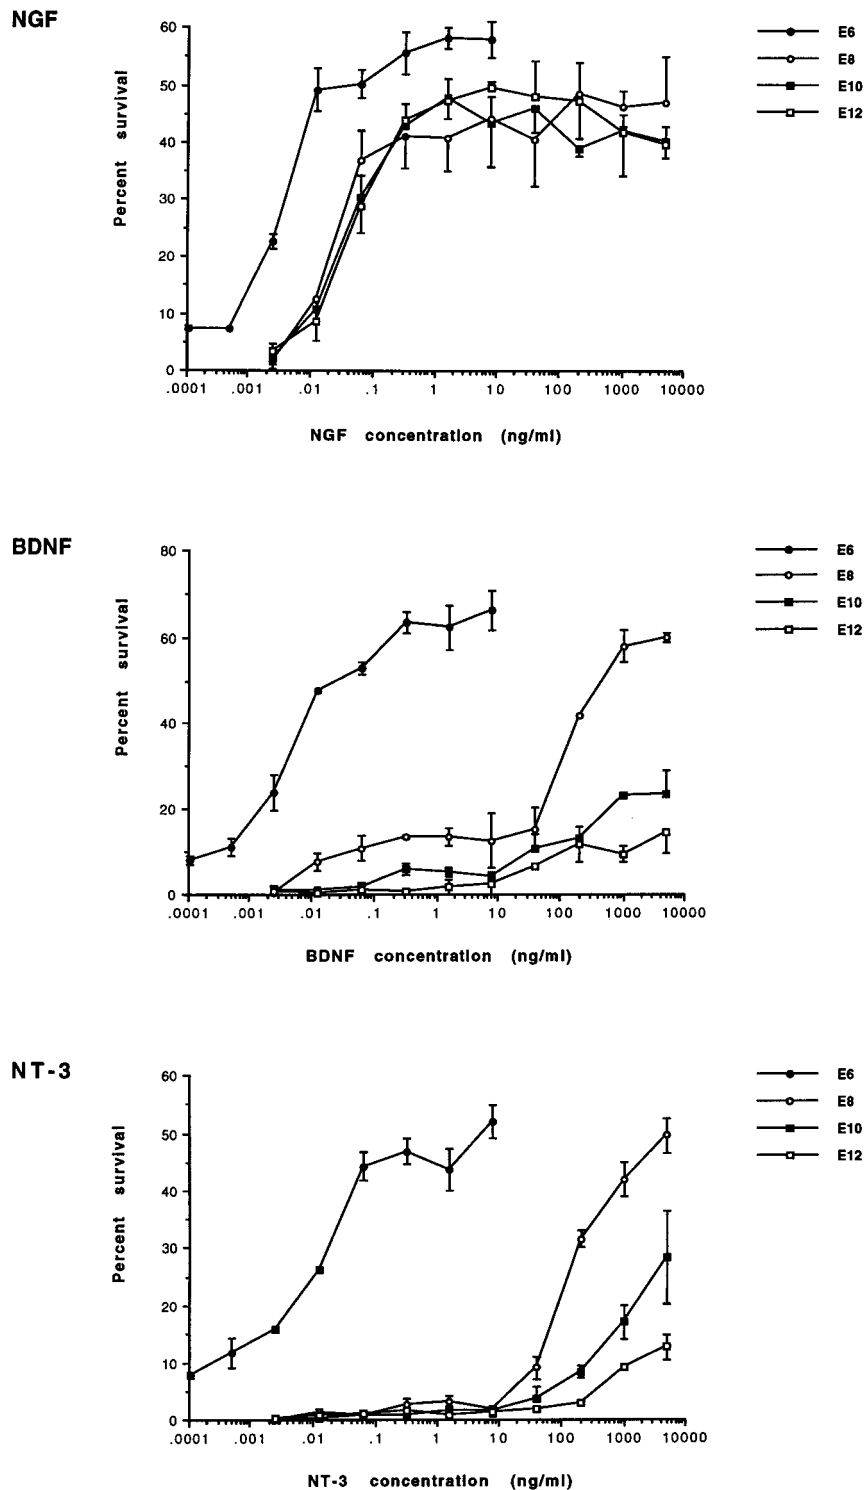 NGF
60
50
40
30
20
10
0
Percent survival
.0001 .001 .01 .1 1 10 100 1000 10000
NGF concentration (ng/ml)
E6
E8
E10
E12
BDNF
80
60
40
20
0
Percent survival
.0001 .001 .01 .1 1 10 100 1000 10000
BDNF concentration (ng/ml)
E6
E8
E10
E12
NT-3
60
50
40
30
20
10
0
Percent survival
.0001 .001 .01 .1 1 10 100 1000 10000
NT-3 concentration (ng/ml)
E6
E8
E10
E12